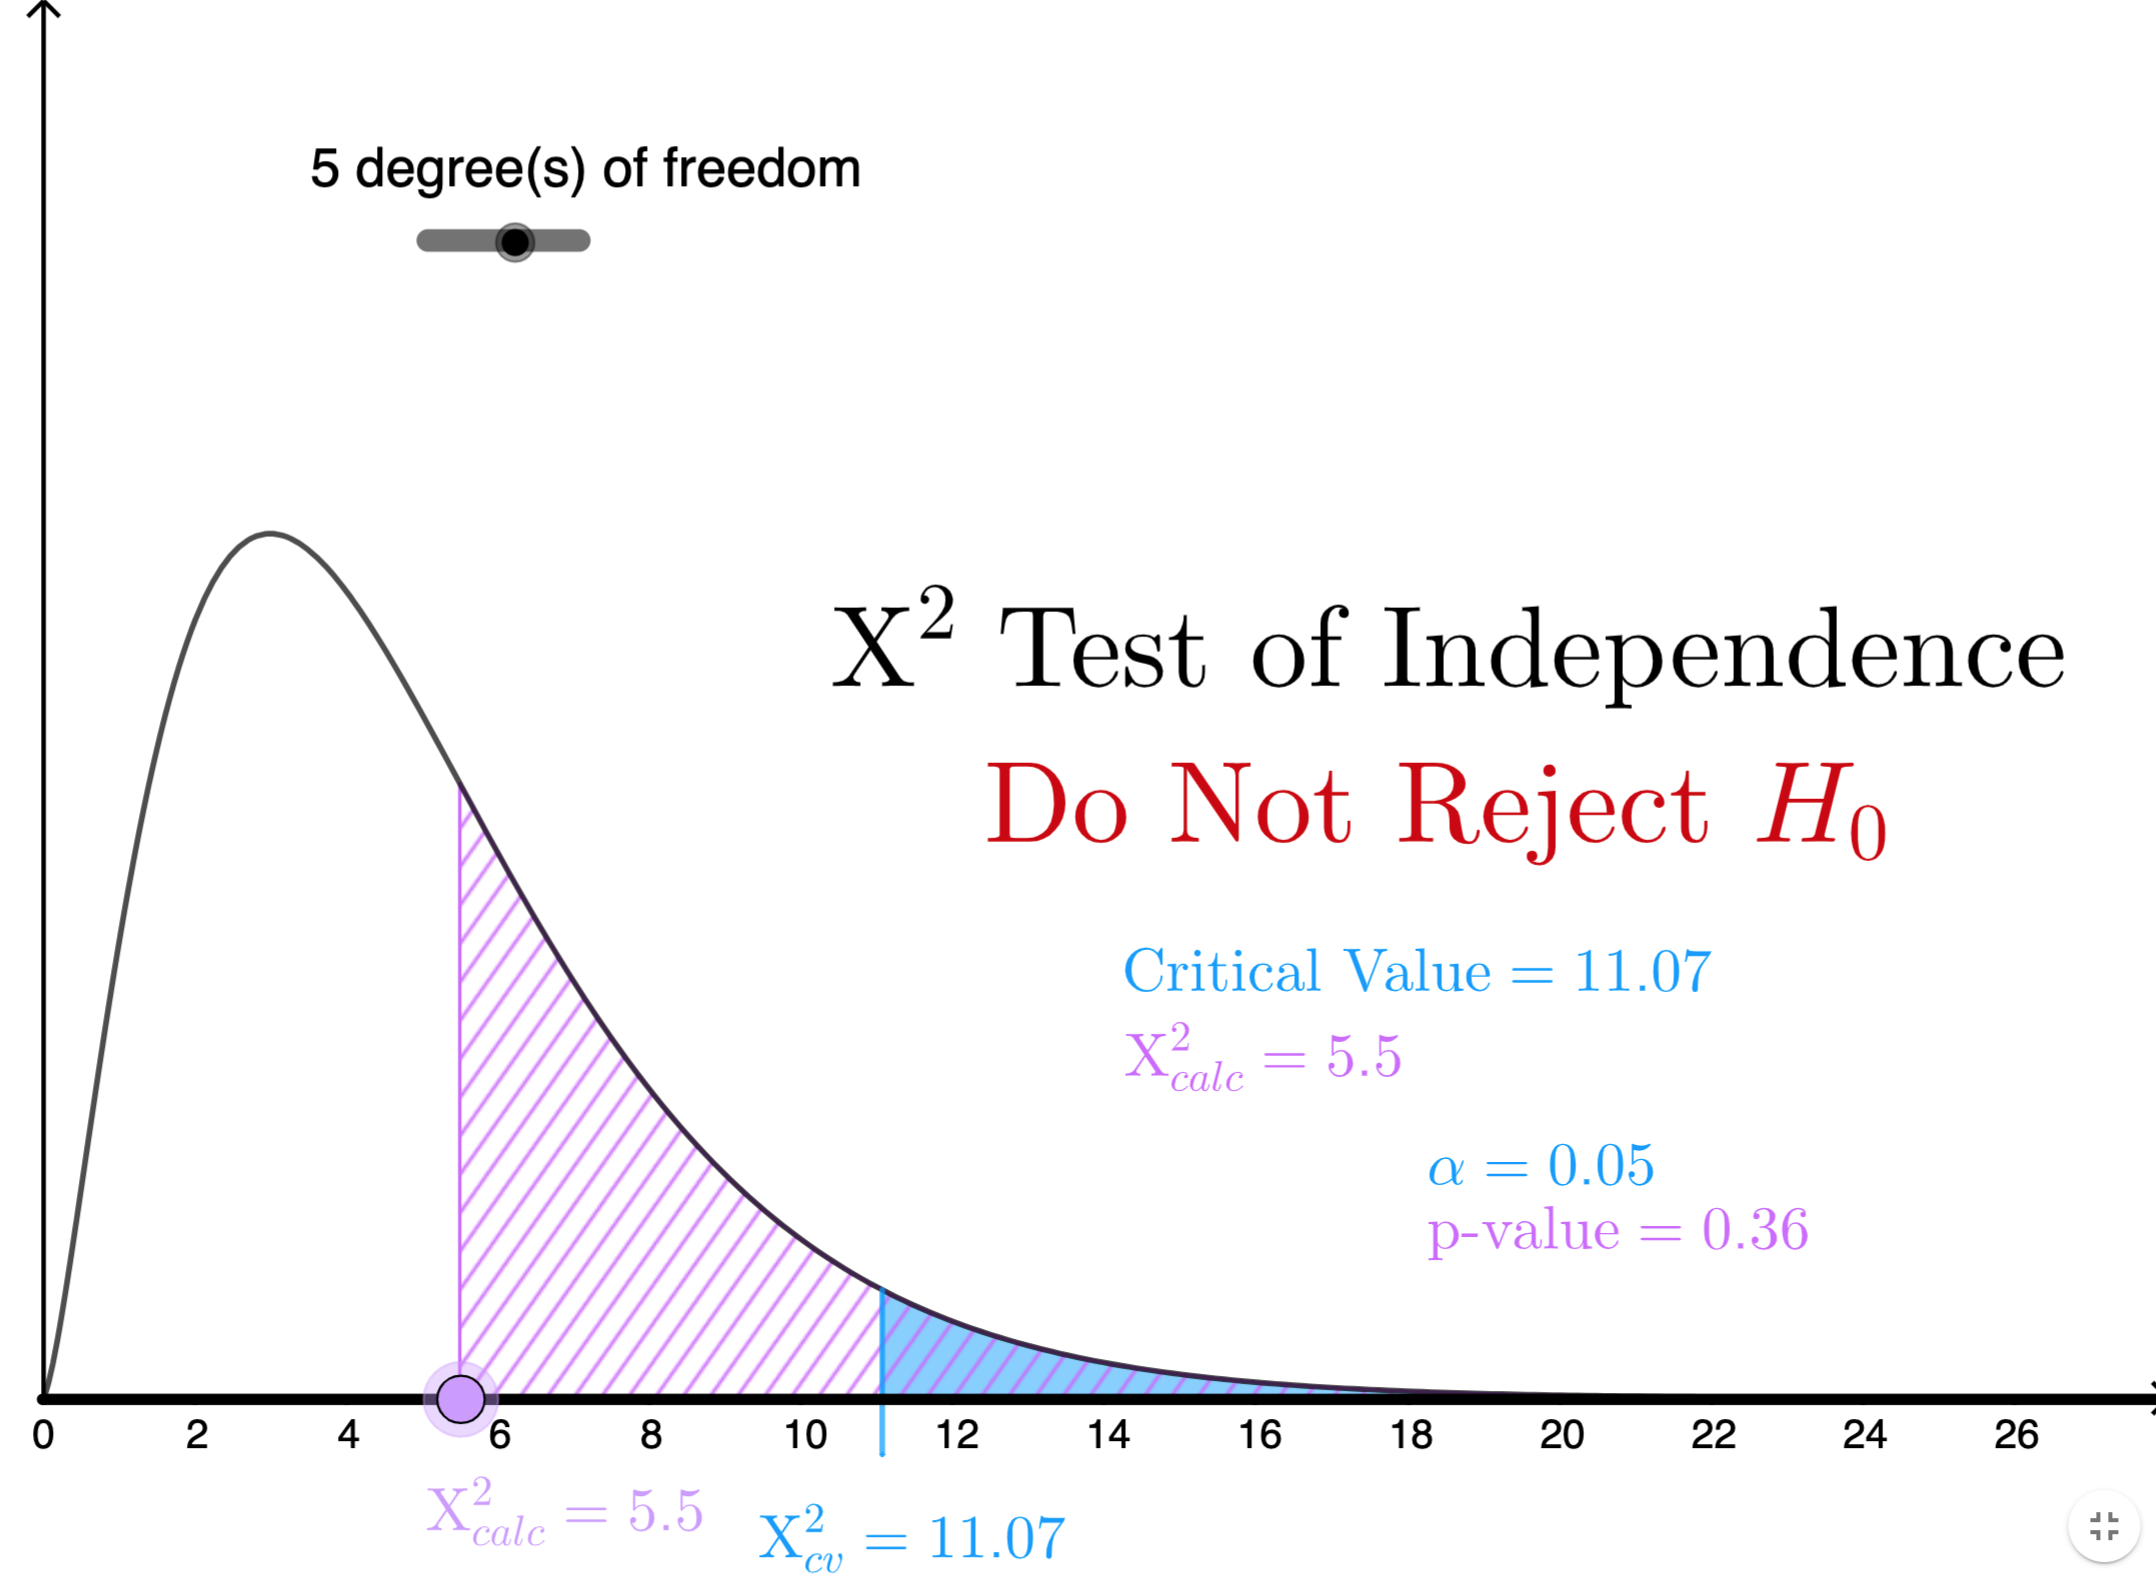 5 degree(s) of freedom
X² Test of Independence
Do Not Reject H₀
Critical Value = 11.07
X²calc = 5.5
α = 0.05
p-value = 0.36
0 2 4 6 8 10 12 14 16 18 20 22 24 26
X²calc = 5.5
X²cv = 11.07